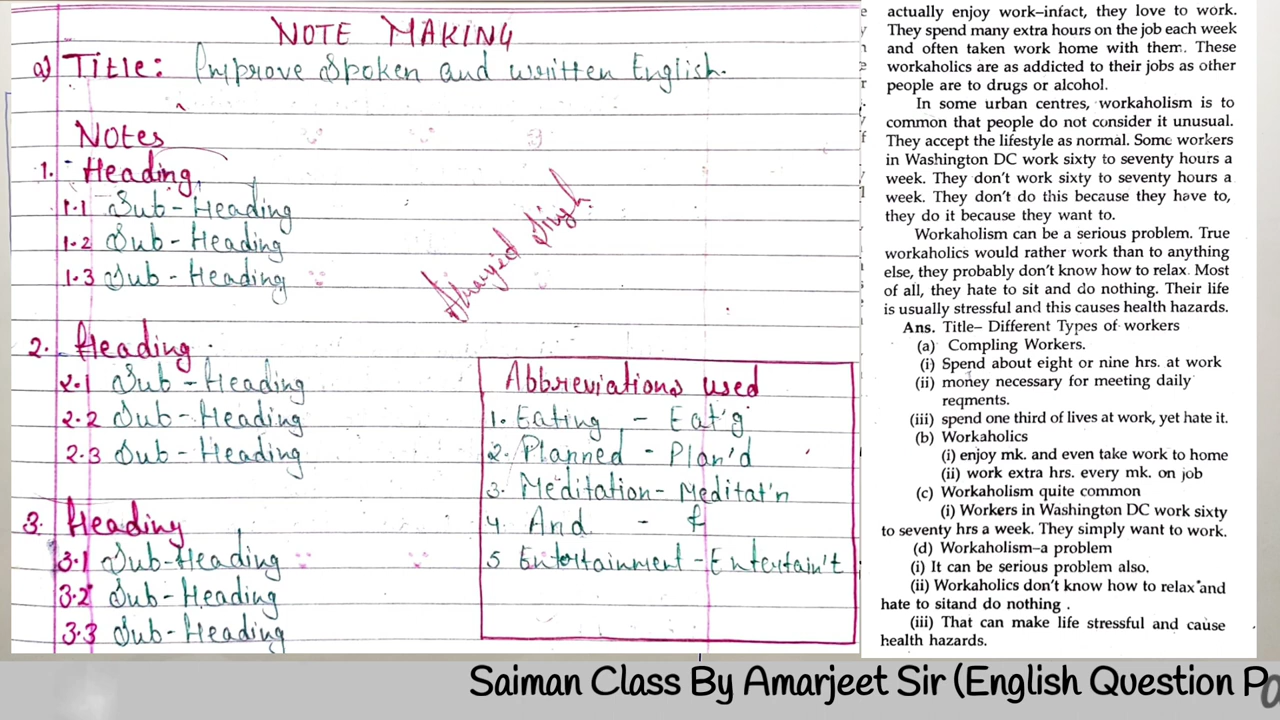 NOTE MAKING
a) Title: Improve Spoken and written English.
Notes
1. Heading
1.1 Sub-Heading
1.2 Sub-Heading
1.3 Sub-Heading
Amarjeet Singh
2. Heading
2.1 Sub-Heading
2.2 Sub-Heading
2.3 Sub-Heading
3. Heading
3.1 Sub-Heading
3.2 Sub-Heading
3.3 Sub-Heading
Abbreviations used
1. Eating - Eat'g
2. Planned - Plan'd
3. Meditation - Meditat'n
4. And - &
5 Entertainment - Entertain't
actually enjoy work–infact, they love to work.
They spend many extra hours on the job each week
and often taken work home with them. These
workaholics are as addicted to their jobs as other
people are to drugs or alcohol.
In some urban centres, workaholism is to
common that people do not consider it unusual.
They accept the lifestyle as normal. Some workers
in Washington DC work sixty to seventy hours a
week. They don't work sixty to seventy hours a
week. They don't do this because they have to,
they do it because they want to.
Workaholism can be a serious problem. True
workaholics would rather work than to anything
else, they probably don't know how to relax. Most
of all, they hate to sit and do nothing. Their life
is usually stressful and this causes health hazards.
Ans. Title– Different Types of workers
(a) Compling Workers.
(i) Spend about eight or nine hrs. at work
(ii) money necessary for meeting daily
reqments.
(iii) spend one third of lives at work, yet hate it.
(b) Workaholics
(i) enjoy mk. and even take work to home
(ii) work extra hrs. every mk. on job
(c) Workaholism quite common
(i) Workers in Washington DC work sixty
to seventy hrs a week. They simply want to work.
(d) Workaholism–a problem
(i) It can be serious problem also.
(ii) Workaholics don't know how to relax and
hate to sitand do nothing .
(iii) That can make life stressful and cause
health hazards.
Saiman Class By Amarjeet Sir (English Question P